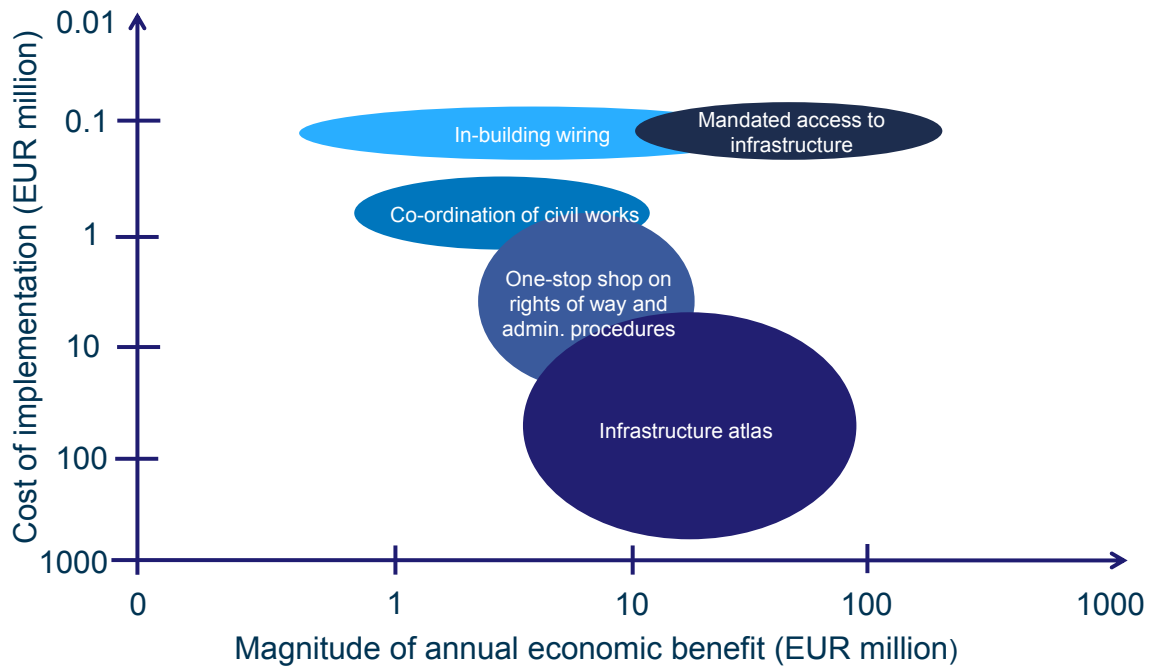 0.01
0.1
1
10
100
1000
Cost of implementation (EUR million)
In-building wiring
Mandated access to
infrastructure
Co-ordination of civil works
One-stop shop on
rights of way and
admin. procedures
Infrastructure atlas
0
1
10
100
1000
Magnitude of annual economic benefit (EUR million)